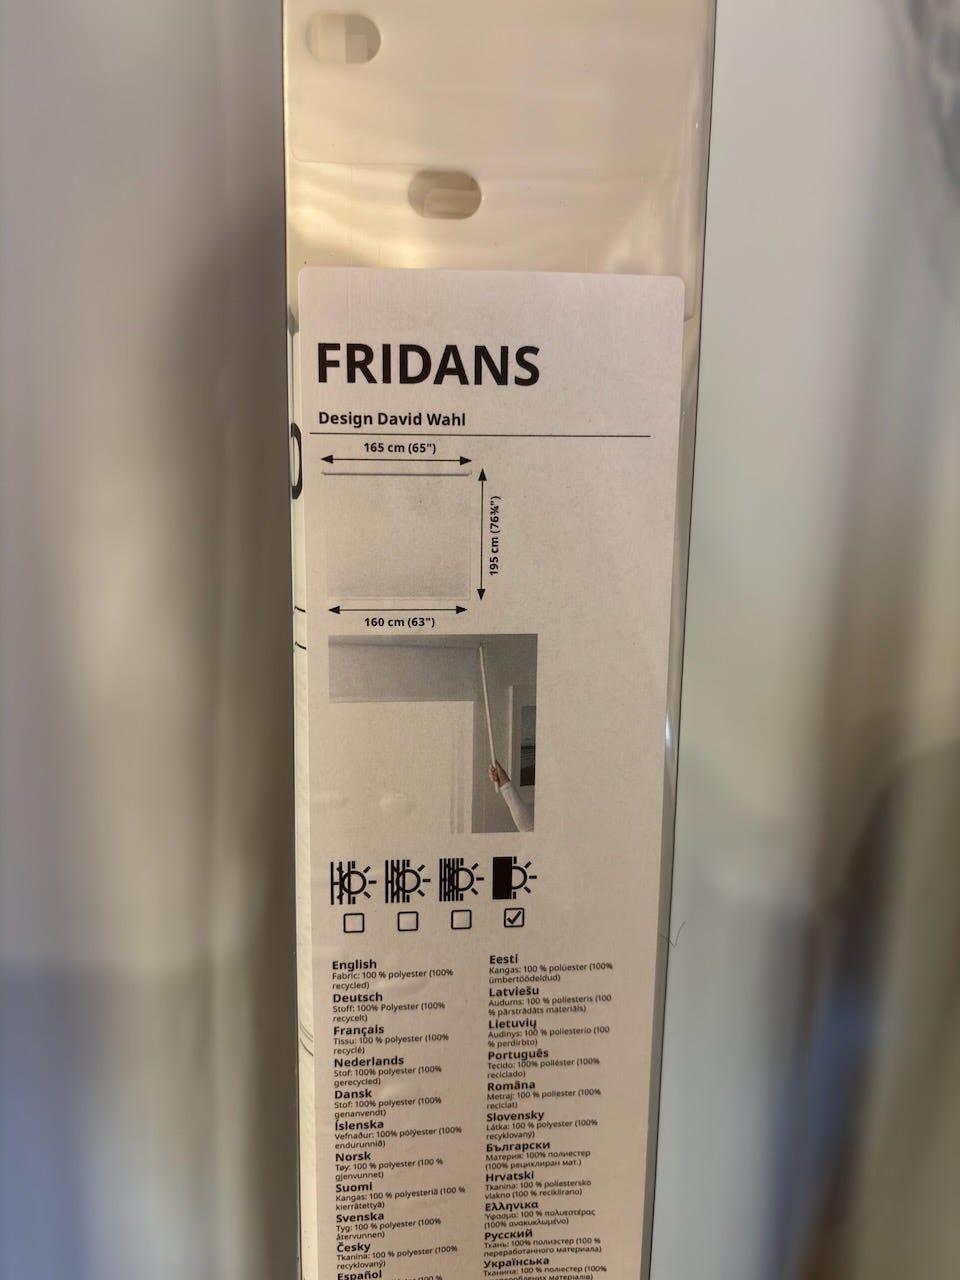 FRIDANS
Design David Wahl
165 cm (65")
195 cm (76¾")
160 cm (63")
English
Fabric: 100 % polyester (100%
recycled)
Deutsch
Stoff: 100% Polyester (100%
recycelt)
Français
Tissu: 100 % polyester (100%
recyclé)
Nederlands
Stof: 100% polyester (100%
gerecycled)
Dansk
Stof: 100% polyester (100%
genanvendt)
Íslenska
Vefnaður: 100% pólýester (100%
endurunnið)
Norsk
Tøy: 100 % polyester (100 %
gjenvunnet)
Suomi
Kangas: 100 % polyesteriä (100 %
kierrätettyä)
Svenska
Tyg: 100 % polyester (100%
återvunnen)
Česky
Tkanina: 100 % polyester (100%
recyklovaný)
Español
Eesti
Kangas: 100 % polüester (100%
ümbertöödeldud)
Latviešu
Audums: 100 % poliesteris (100
% pārstrādāts materiāls)
Lietuvių
Audinys: 100 % poliesterio (100
% perdirbto)
Português
Tecido: 100% poliéster (100%
reciclado)
Româna
Metraj: 100 % poliester (100%
reciclat)
Slovensky
Látka: 100 % polyester (100%
recyklovaný)
Български
Материя: 100% полиестер
(100% рециклиран мат.)
Hrvatski
Tkanina: 100 % poliestersko
vlakno (100 % reciklirano)
Ελληνικα
Ύφασμα: 100 % πολυεστέρας
(100% ανακυκλωμένο)
Русский
Ткань: 100% полиэстер (100 %
переработанного материала)
Українська
Тканина: 100 % поліестер (100%